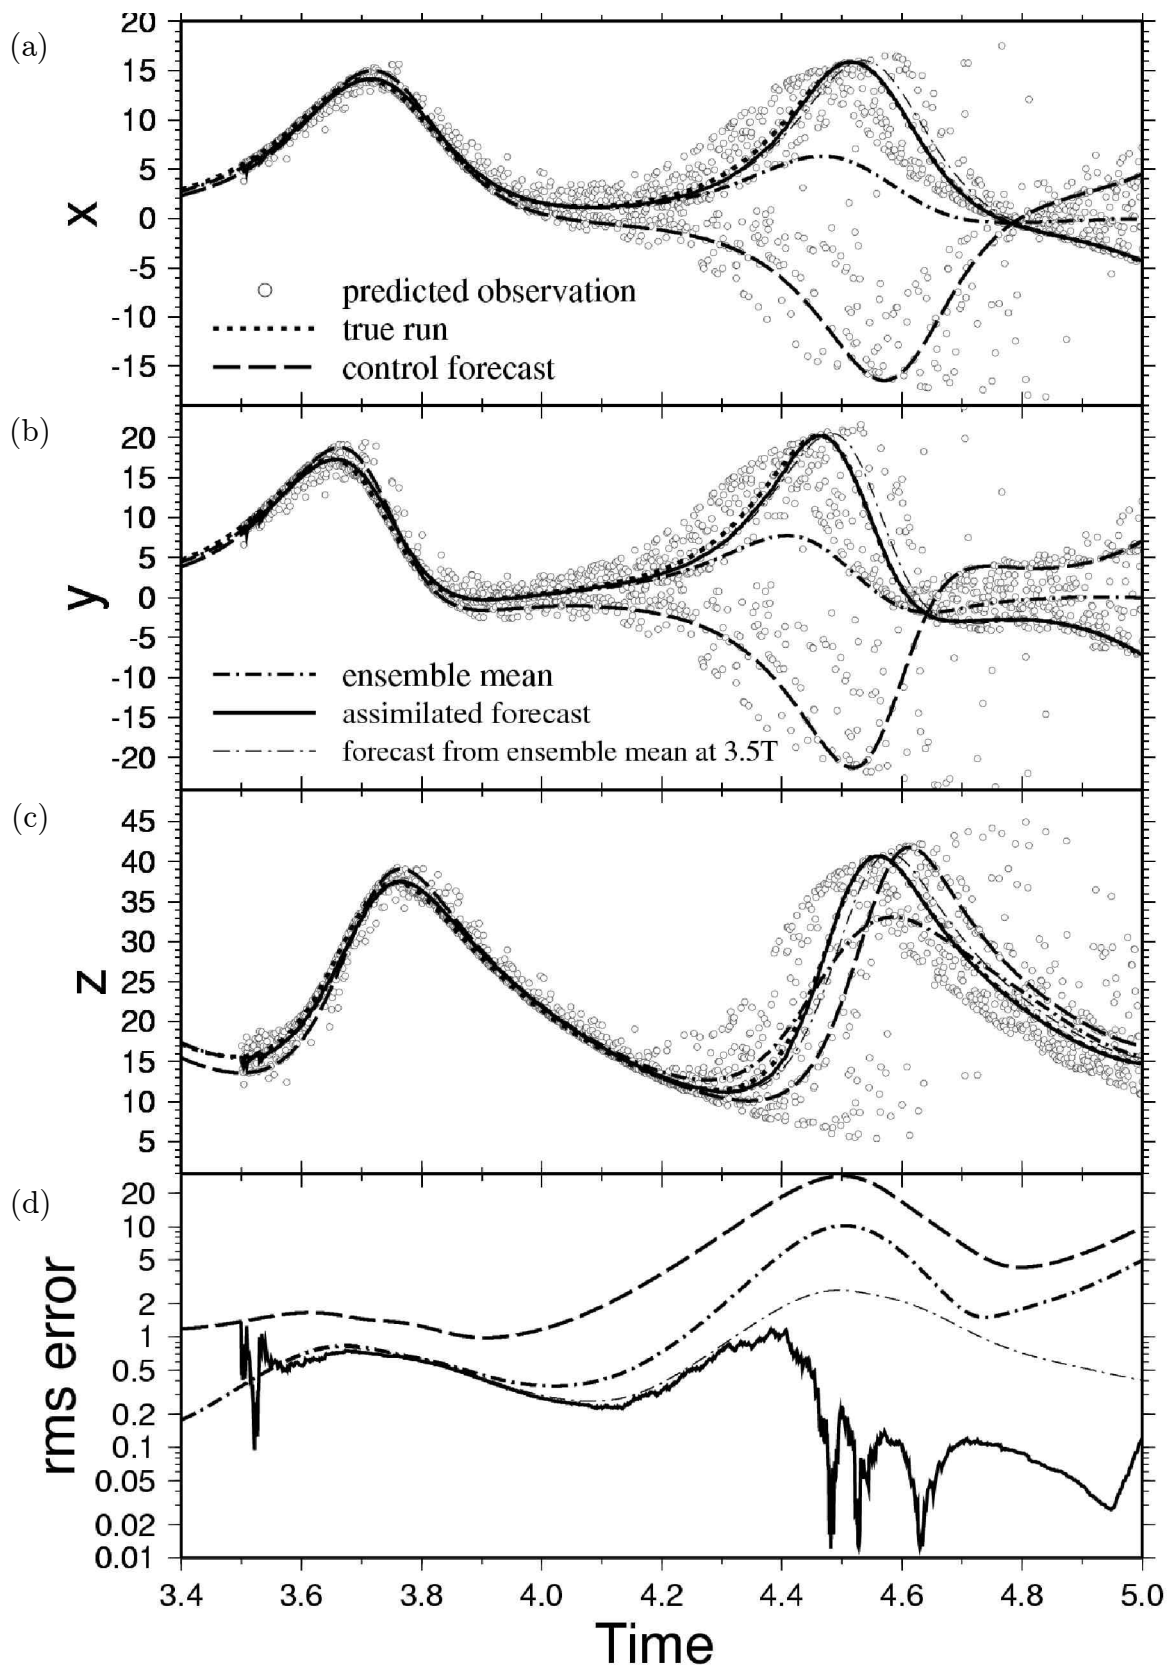 (a)
20
15
10
5
0
-5
-10
-15
x
predicted observation
true run
control forecast
(b)
20
15
10
5
0
-5
-10
-15
-20
y
ensemble mean
assimilated forecast
forecast from ensemble mean at 3.5T
(c)
45
40
35
30
25
20
15
10
5
z
(d)
20
10
5
2
1
0.5
0.2
0.1
0.05
0.02
0.01
rms error
3.4 3.6 3.8 4.0 4.2 4.4 4.6 4.8 5.0
Time